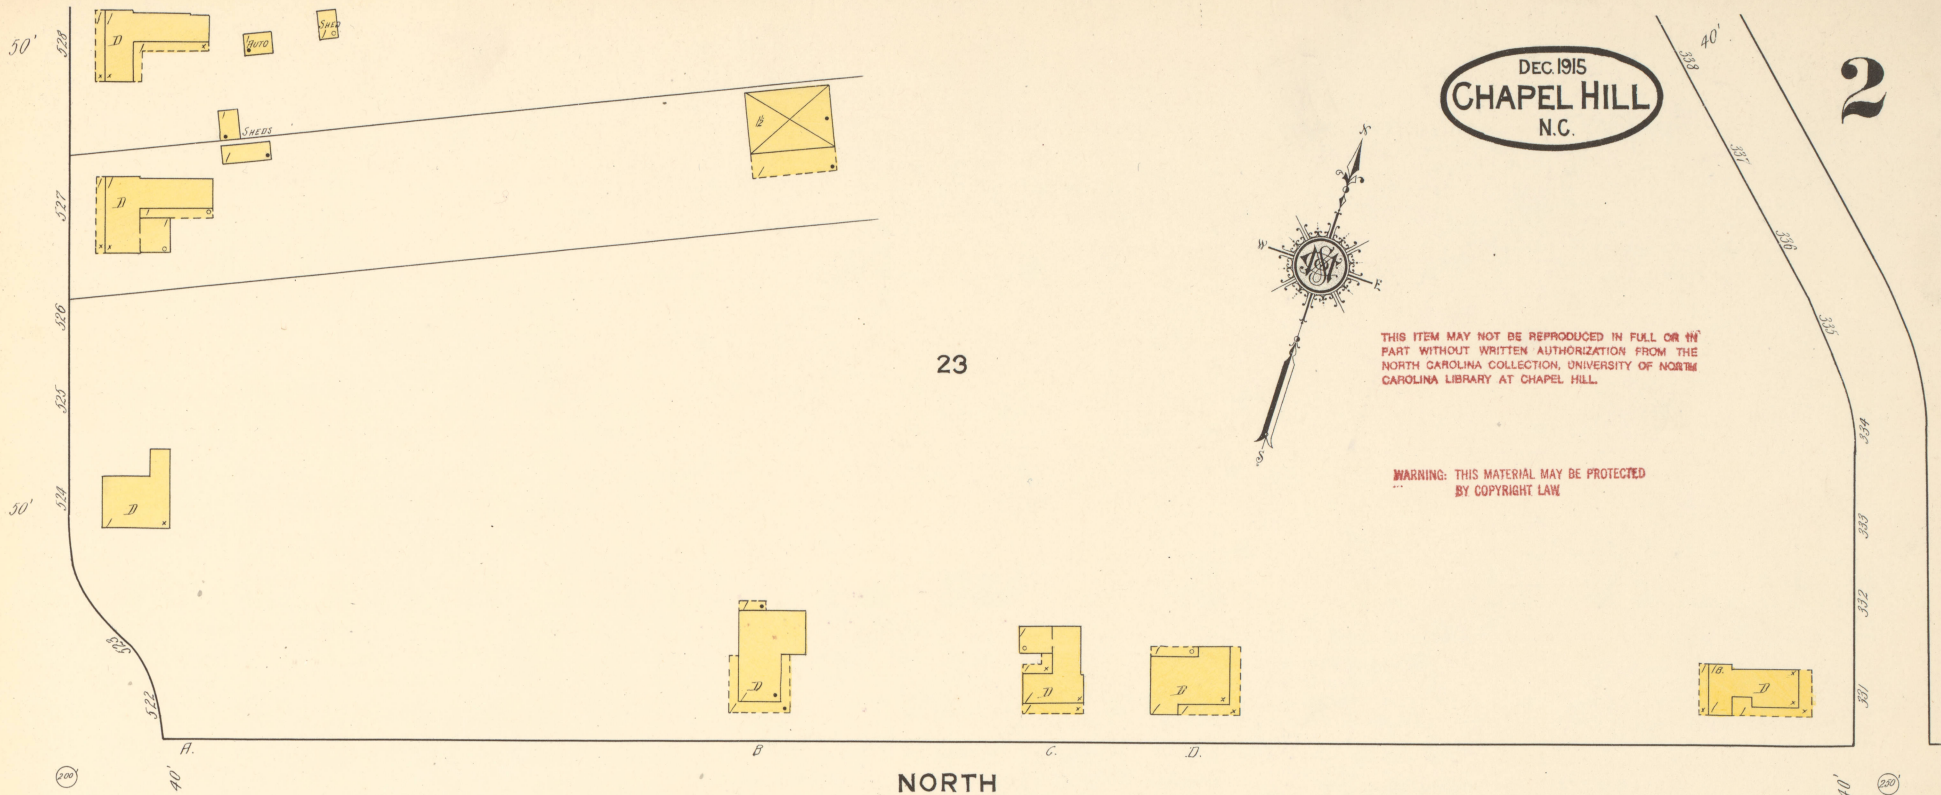 50'
528
D
AUTO
SHED
SHEDS
527
D
526
525
524
50'
D
523
522
DEC. 1915
CHAPEL HILL
N.C.
2
40'
338
337
336
335
334
333
332
331
N
W
E
S
23
THIS ITEM MAY NOT BE REPRODUCED IN FULL OR IN
PART WITHOUT WRITTEN AUTHORIZATION FROM THE
NORTH CAROLINA COLLECTION, UNIVERSITY OF NORTH
CAROLINA LIBRARY AT CHAPEL HILL.
WARNING: THIS MATERIAL MAY BE PROTECTED
BY COPYRIGHT LAW
D
D
D
1B.
D
A.
B
C.
D.
200
40'
NORTH
40'
250